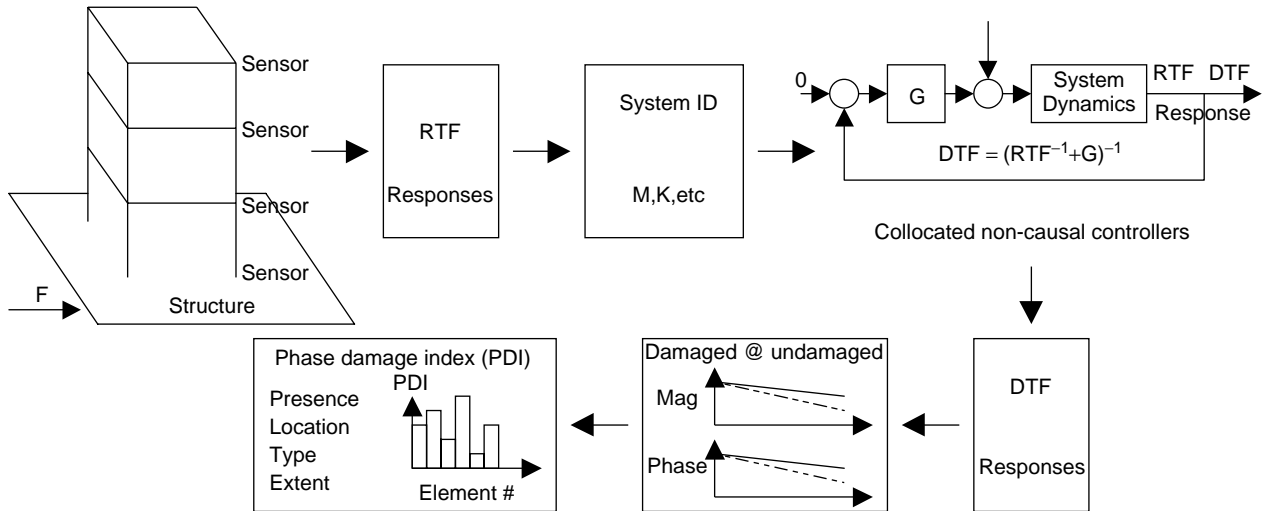 Sensor
Sensor
Sensor
Sensor
F
Structure
RTF
Responses
System ID
M,K,etc
0
G
System
Dynamics
RTF DTF
Response
DTF = (RTF⁻¹+G)⁻¹
Collocated non-causal controllers
DTF
Responses
Damaged @ undamaged
Mag
Phase
Phase damage index (PDI)
PDI
Presence
Location
Type
Extent
Element #